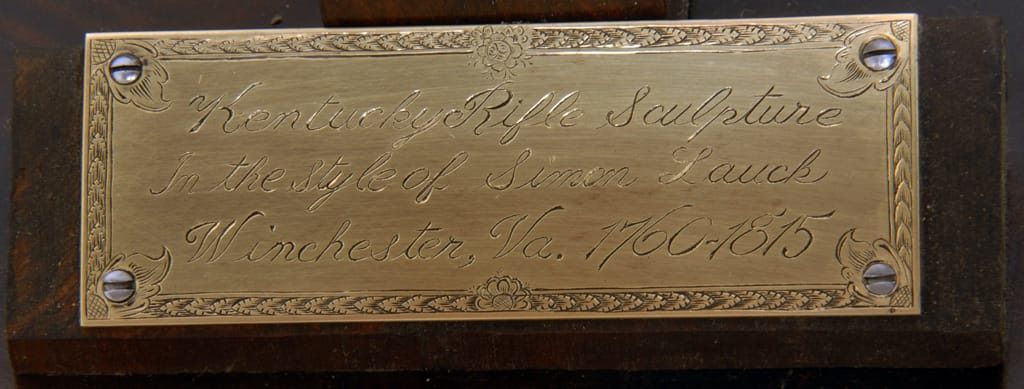 Kentucky Rifle Sculpture
In the style of Simon Lauck
Winchester, Va. 1760-1815